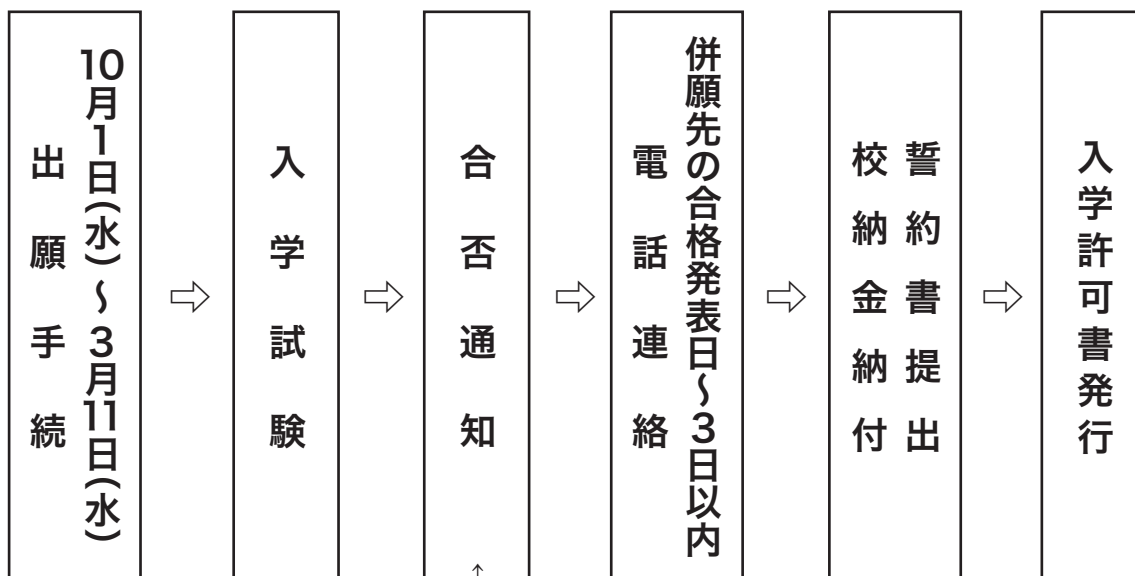 10月1日(水)〜3月11日(水)
出願手続
⇨
入学試験
⇨
合否通知
↑
⇨
併願先の合格発表日〜3日以内
電話連絡
⇨
誓約書提出
校納金納付
⇨
入学許可書発行